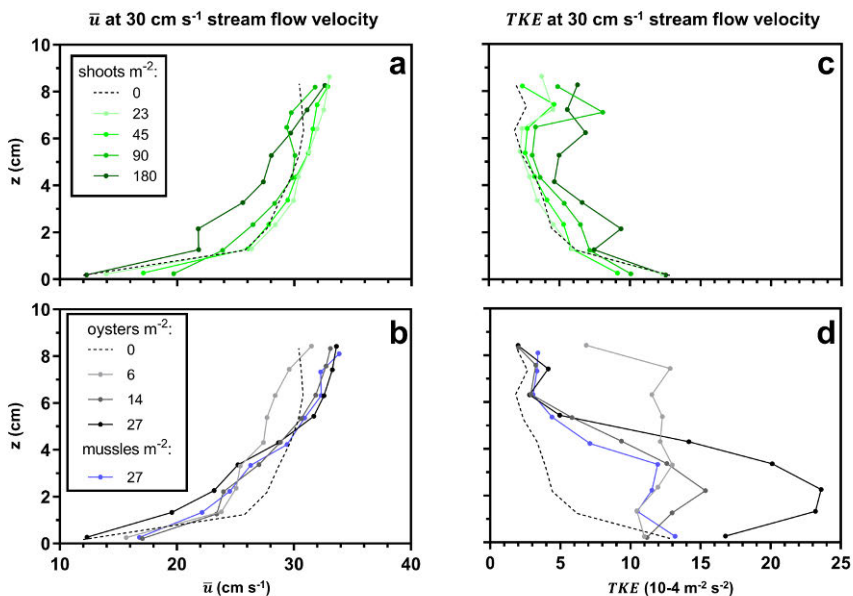 ū at 30 cm s-1 stream flow velocity
TKE at 30 cm s-1 stream flow velocity
10
8
6
4
2
0
z (cm)
shoots m-2:
0
23
45
90
180
a
c
10
8
6
4
2
0
z (cm)
oysters m-2:
0
6
14
27
mussles m-2:
27
b
d
10
20
30
40
0
5
10
15
20
25
ū (cm s-1)
TKE (10-4 m-2 s-2)